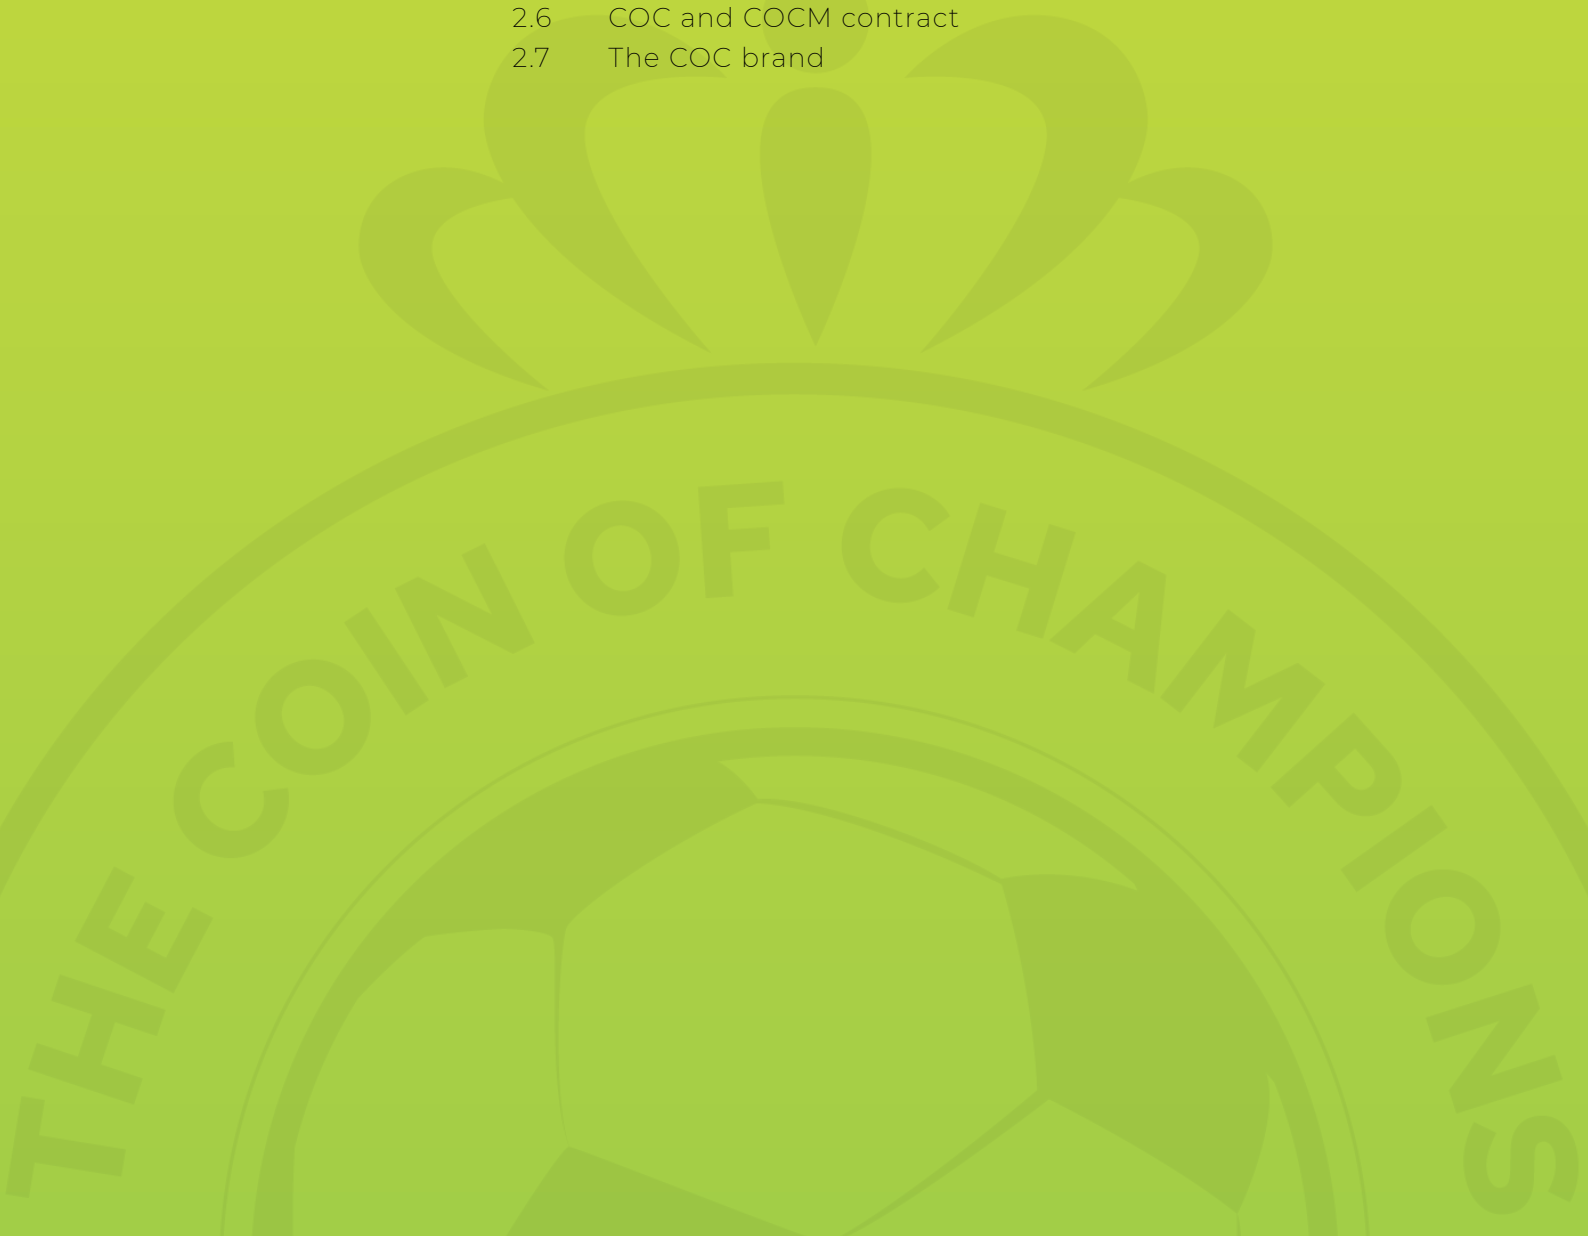 2.6 COC and COCM contract
2.7 The COC brand
THE COIN OF CHAMPIONS